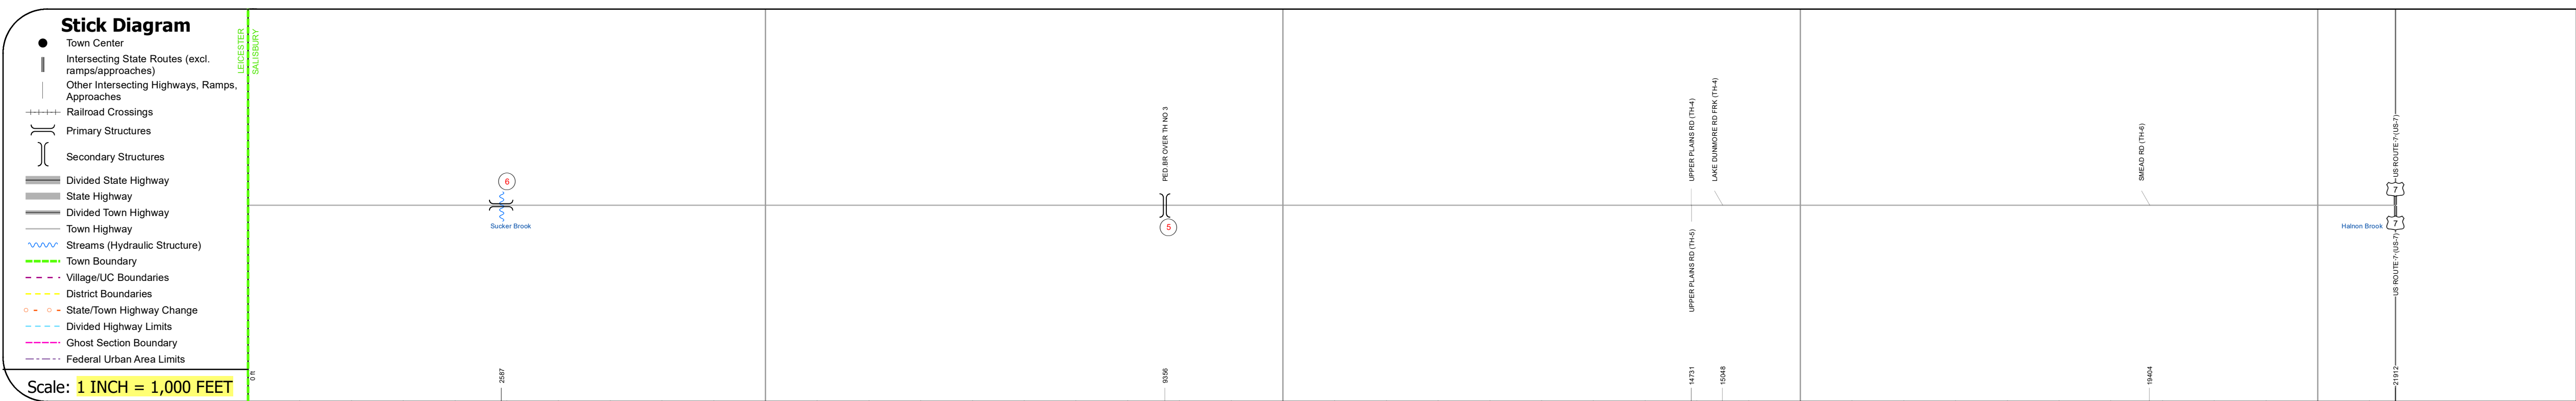 Stick Diagram
Town Center
Intersecting State Routes (excl.
ramps/approaches)
Other Intersecting Highways, Ramps,
Approaches
Railroad Crossings
Primary Structures
Secondary Structures
Divided State Highway
State Highway
Divided Town Highway
Town Highway
Streams (Hydraulic Structure)
Town Boundary
Village/UC Boundaries
District Boundaries
State/Town Highway Change
Divided Highway Limits
Ghost Section Boundary
Federal Urban Area Limits
Scale: 1 INCH = 1,000 FEET
LEICESTER
SALISBURY
0 ft
6
Sucker Brook
2587
PED.BR OVER TH NO 3
5
9356
UPPER PLAINS RD (TH-4)
UPPER PLAINS RD (TH-5)
14731
LAKE DUNMORE RD FRK (TH-4)
15048
SMEAD RD (TH-6)
19404
US ROUTE 7 (US-7)
7
7
Halnon Brook
US ROUTE 7 (US-7)
21912